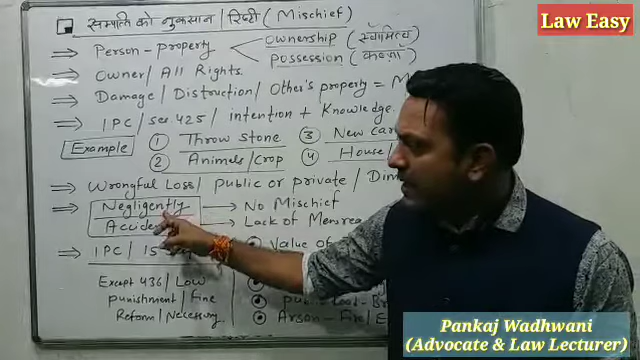 सम्पत्ति को नुकसान / रिष्टी (Mischief)
Law Easy
⇒ Person - property
ownership (स्वामित्व)
possession (कब्जा)
⇒ Owner / All Rights.
⇒ Damage / Distruction / Other's property = M
⇒ IPC / Sec 425 / Intention + Knowledge.
Example
① Throw stone
③ New car
② Animals / crop
④ House /
⇒ Wrongful Loss / public or private / Dim
⇒ Negligently
→ No Mischief
→ Lack of Mensrea
⇒ IPC / 15
Value of
Except 436 / Low
punishment / Fine
Reform / Necessary
Arson - Fire / E
Pankaj Wadhwani
(Advocate & Law Lecturer)